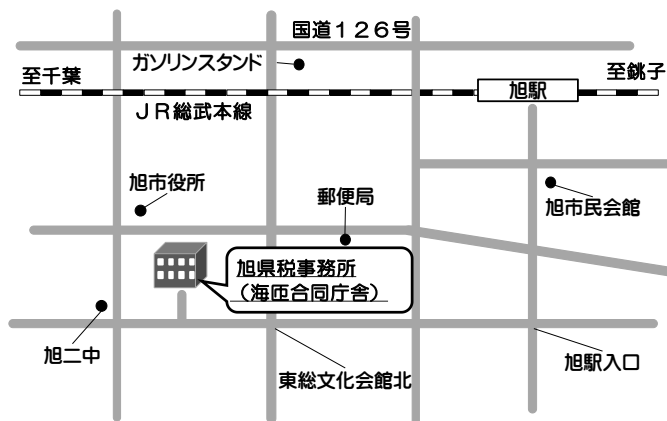 国道１２６号
ガソリンスタンド
至千葉
至銚子
旭駅
ＪＲ総武本線
旭市役所
郵便局
旭市民会館
旭県税事務所
（海匝合同庁舎）
旭二中
東総文化会館北
旭駅入口